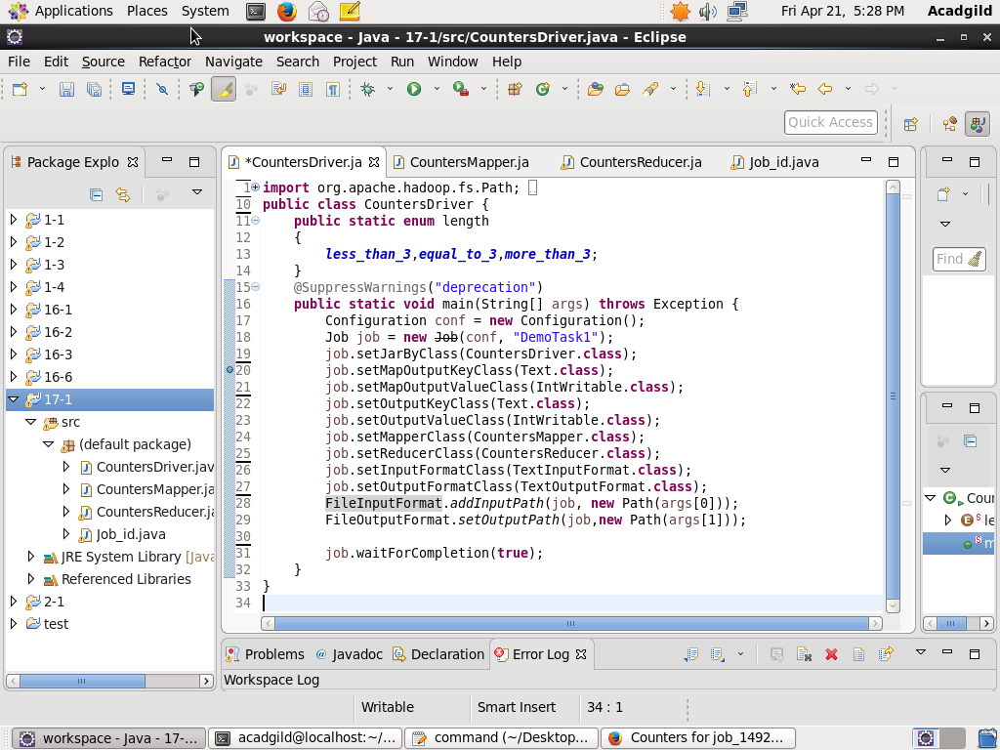 Applications Places System Fri Apr 21, 5:28 PM Acadgild
workspace - Java - 17-1/src/CountersDriver.java - Eclipse
File Edit Source Refactor Navigate Search Project Run Window Help
Quick Access
Package Explo
*CountersDriver.ja CountersMapper.ja CountersReducer.ja Job_id.java
1-1
1-2
1-3
1-4
16-1
16-2
16-3
16-6
17-1
src
(default package)
CountersDriver.jav
CountersMapper.ja
CountersReducer.ja
Job_id.java
JRE System Library [Java
Referenced Libraries
2-1
test
1 import org.apache.hadoop.fs.Path;
10 public class CountersDriver {
11 public static enum length
12 {
13 less_than_3,equal_to_3,more_than_3;
14 }
15 @SuppressWarnings("deprecation")
16 public static void main(String[] args) throws Exception {
17 Configuration conf = new Configuration();
18 Job job = new Job(conf, "DemoTask1");
19 job.setJarByClass(CountersDriver.class);
20 job.setMapOutputKeyClass(Text.class);
21 job.setMapOutputValueClass(IntWritable.class);
22 job.setOutputKeyClass(Text.class);
23 job.setOutputValueClass(IntWritable.class);
24 job.setMapperClass(CountersMapper.class);
25 job.setReducerClass(CountersReducer.class);
26 job.setInputFormatClass(TextInputFormat.class);
27 job.setOutputFormatClass(TextOutputFormat.class);
28 FileInputFormat.addInputPath(job, new Path(args[0]));
29 FileOutputFormat.setOutputPath(job,new Path(args[1]));
30
31 job.waitForCompletion(true);
32 }
33 }
34
Find
Cour
le
m
Problems Javadoc Declaration Error Log
Workspace Log
Writable Smart Insert 34 : 1
workspace - Java - 17-... acadgild@localhost:~/... command (~/Desktop... Counters for job_1492...